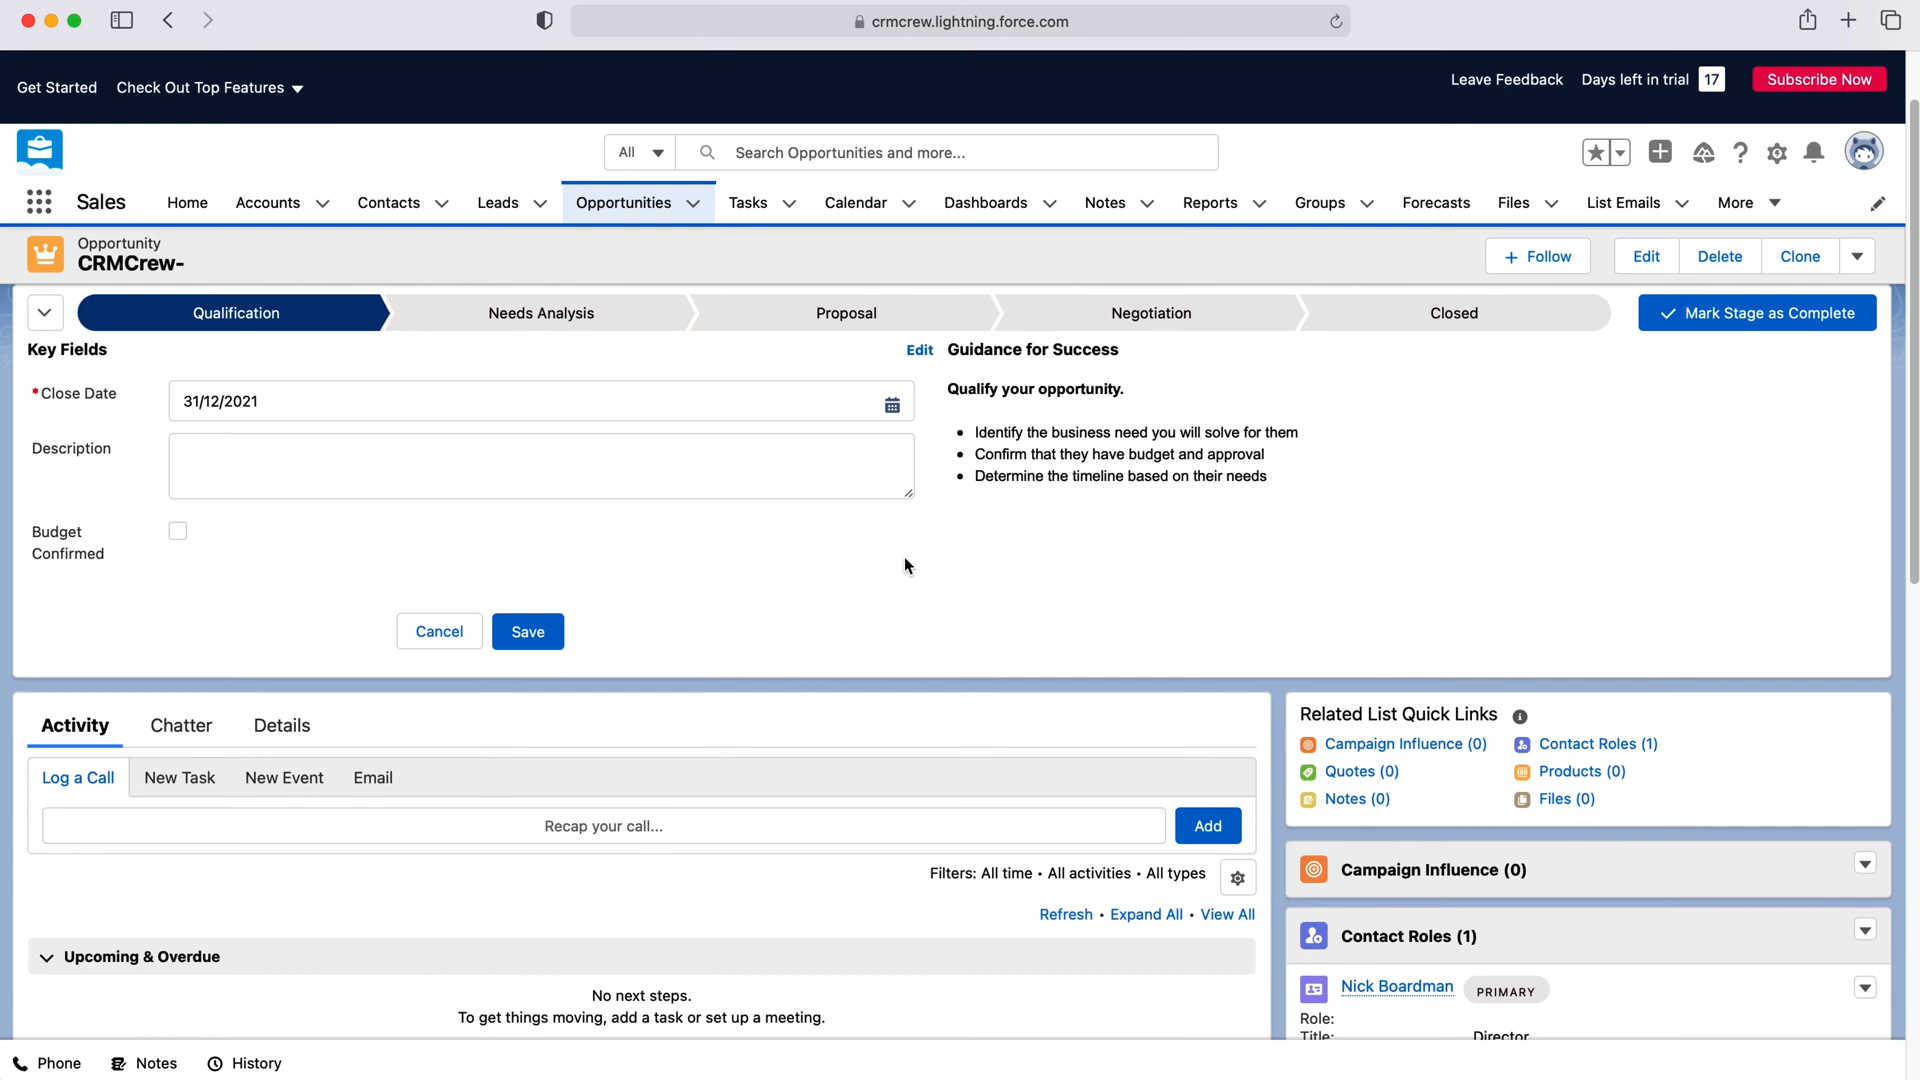 crmcrew.lightning.force.com
Get Started Check Out Top Features Leave Feedback Days left in trial 17 Subscribe Now
All Search Opportunities and more...
Sales Home Accounts Contacts Leads Opportunities Tasks Calendar Dashboards Notes Reports Groups Forecasts Files List Emails More
Opportunity
CRMCrew-
+ Follow Edit Delete Clone
Qualification Needs Analysis Proposal Negotiation Closed Mark Stage as Complete
Key Fields Edit
*Close Date 31/12/2021
Description
Budget
Confirmed
Cancel Save
Guidance for Success
Qualify your opportunity.
• Identify the business need you will solve for them
• Confirm that they have budget and approval
• Determine the timeline based on their needs
Activity Chatter Details
Log a Call New Task New Event Email
Recap your call... Add
Filters: All time • All activities • All types
Refresh • Expand All • View All
Upcoming & Overdue
No next steps.
To get things moving, add a task or set up a meeting.
Related List Quick Links
Campaign Influence (0) Contact Roles (1)
Quotes (0) Products (0)
Notes (0) Files (0)
Campaign Influence (0)
Contact Roles (1)
Nick Boardman PRIMARY
Role:
Title: Director
Phone Notes History